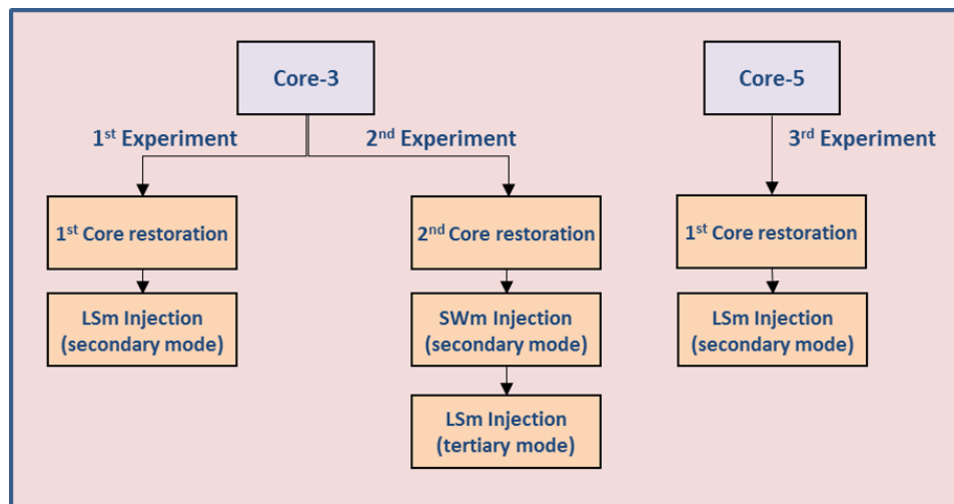 Core-3
Core-5
1st Experiment
2nd Experiment
3rd Experiment
1st Core restoration
2nd Core restoration
1st Core restoration
LSm Injection
(secondary mode)
SWm Injection
(secondary mode)
LSm Injection
(secondary mode)
LSm Injection
(tertiary mode)